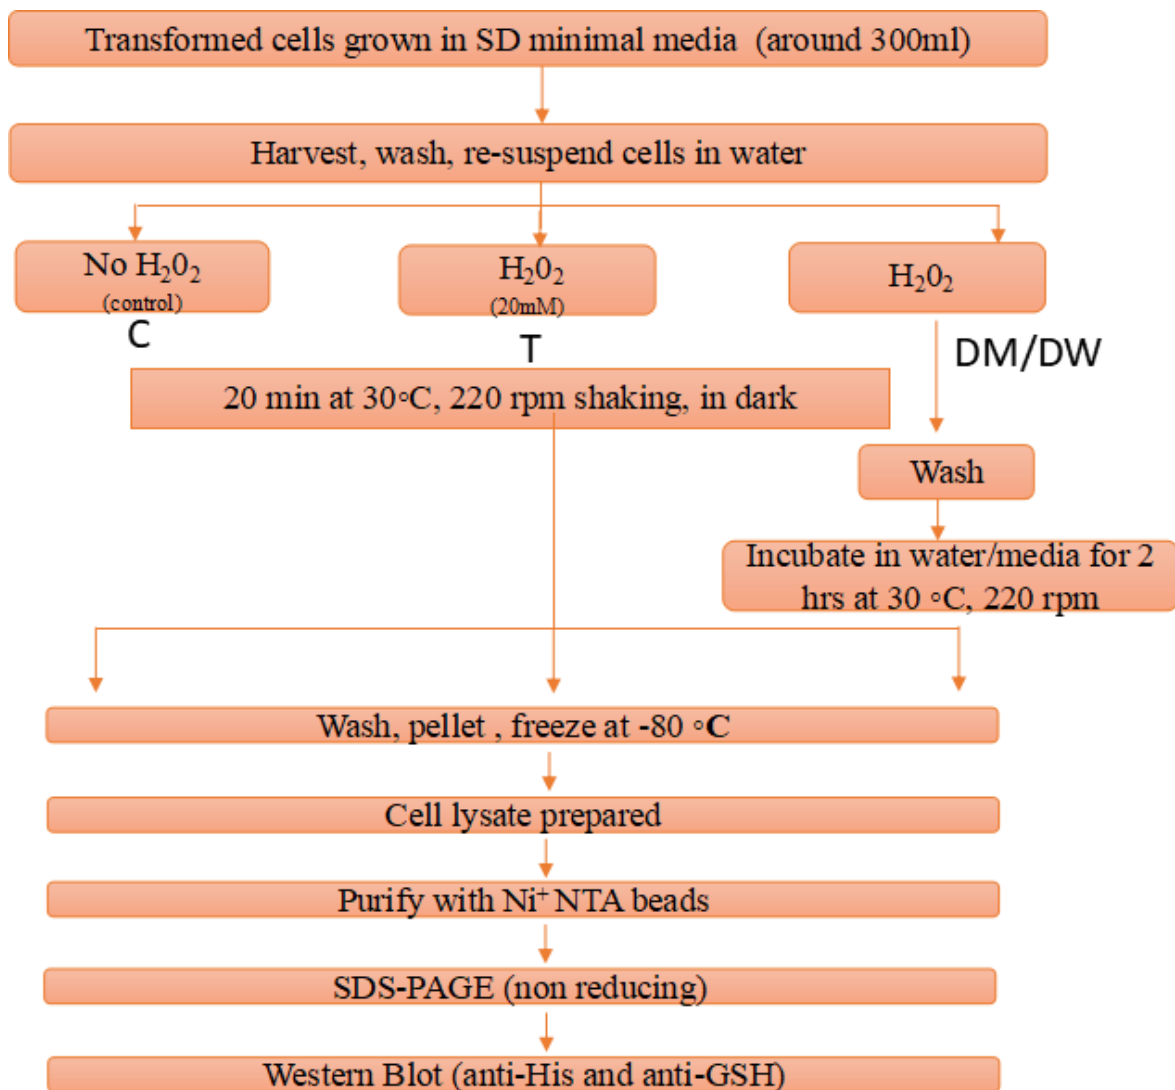 Transformed cells grown in SD minimal media (around 300ml)
Harvest, wash, re-suspend cells in water
No H₂0₂
(control)
C
H₂0₂
(20mM)
T
H₂0₂
DM/DW
20 min at 30◦C, 220 rpm shaking, in dark
Wash
Incubate in water/media for 2
hrs at 30 ◦C, 220 rpm
Wash, pellet , freeze at -80 ◦C
Cell lysate prepared
Purify with Ni⁺ NTA beads
SDS-PAGE (non reducing)
Western Blot (anti-His and anti-GSH)